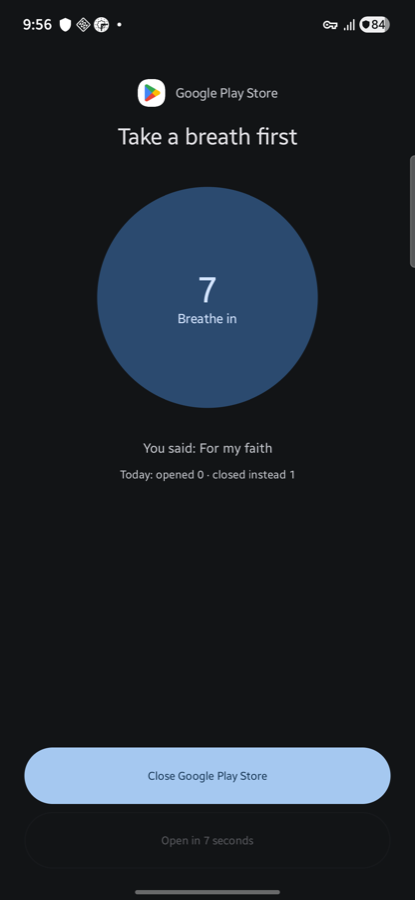 9:56
84
Google Play Store
Take a breath first
7
Breathe in
You said: For my faith
Today: opened 0 · closed instead 1
Close Google Play Store
Open in 7 seconds